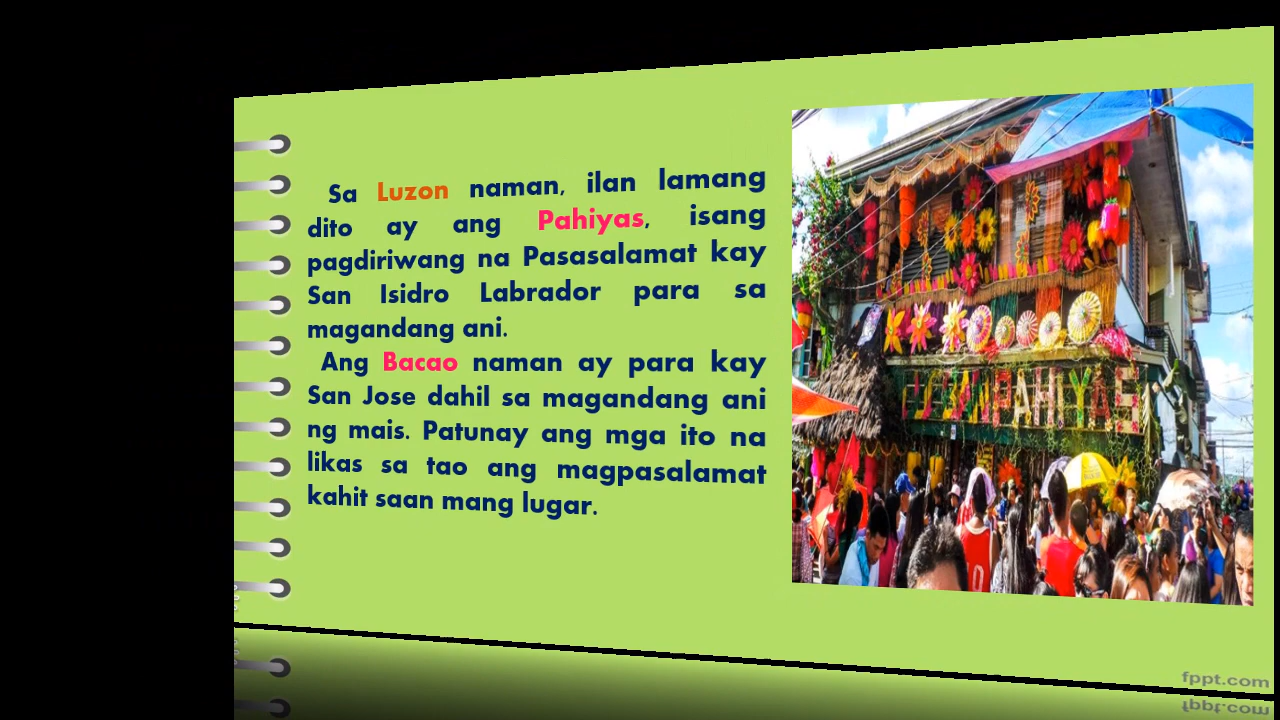 Sa Luzon naman, ilan lamang
dito ay ang Pahiyas, isang
pagdiriwang na Pasasalamat kay
San Isidro Labrador para sa
magandang ani.
Ang Bacao naman ay para kay
San Jose dahil sa magandang ani
ng mais. Patunay ang mga ito na
likas sa tao ang magpasalamat
kahit saan mang lugar.
PAHIYAS
fppt.com